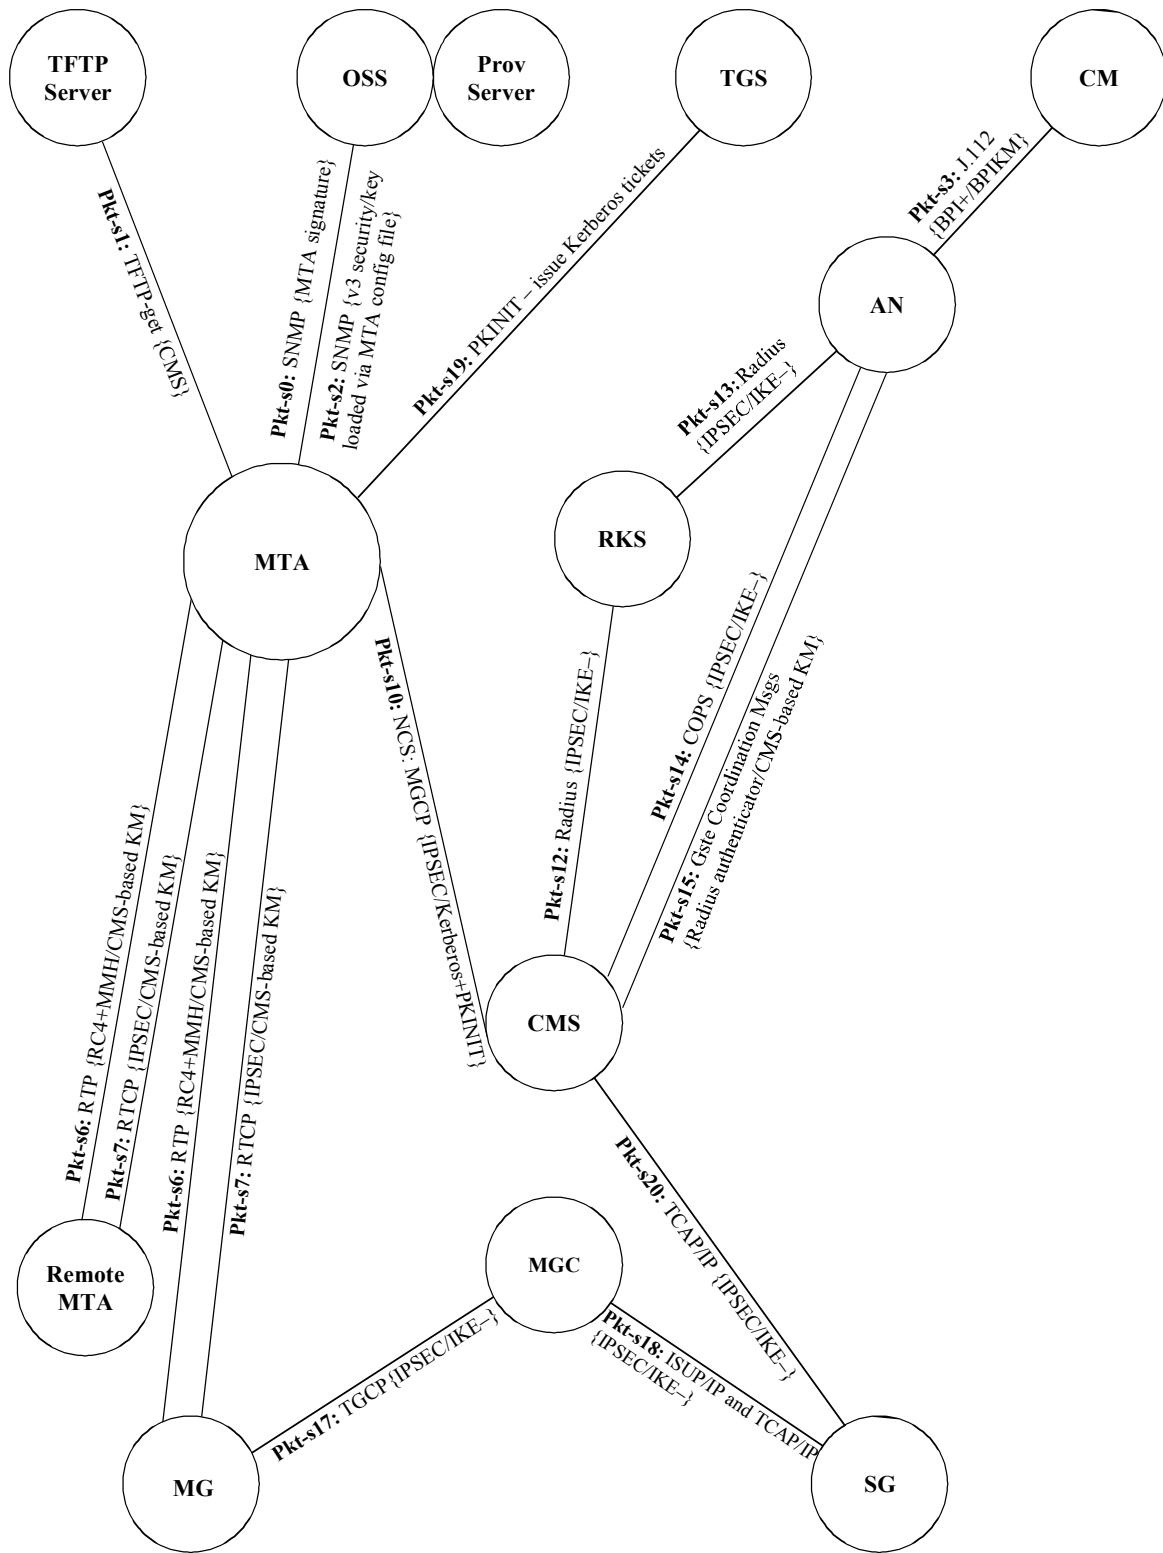 TFTP
Server
OSS
Prov
Server
TGS
CM
Pkt-s1: TFTP-get {CMS}
Pkt-s0: SNMP {MTA signature}
Pkt-s2: SNMP {v3 security/key
loaded via MTA config file}
Pkt-s19: PKINIT – issue Kerberos tickets
Pkt-s3: J.112
{BPI+/BPIKM}
AN
Pkt-s13: Radius
{IPSEC/IKE–}
MTA
RKS
Pkt-s10: NCS: MGCP {IPSEC/Kerberos+PKINIT}
Pkt-s12: Radius {IPSEC/IKE–}
Pkt-s14: COPS {IPSEC/IKE–}
Pkt-s15: Gste Coordination Msgs
{Radius authenticator/CMS-based KM}
Pkt-s6: RTP {RC4+MMH/CMS-based KM}
Pkt-s7: RTCP {IPSEC/CMS-based KM}
Pkt-s6: RTP {RC4+MMH/CMS-based KM}
Pkt-s7: RTCP {IPSEC/CMS-based KM}
CMS
Pkt-s20: TCAP/IP {IPSEC/IKE–}
Remote
MTA
MGC
Pkt-s17: TGCP{IPSEC/IKE–}
Pkt-s18: ISUP/IP and TCAP/IP
{IPSEC/IKE–}
MG
SG